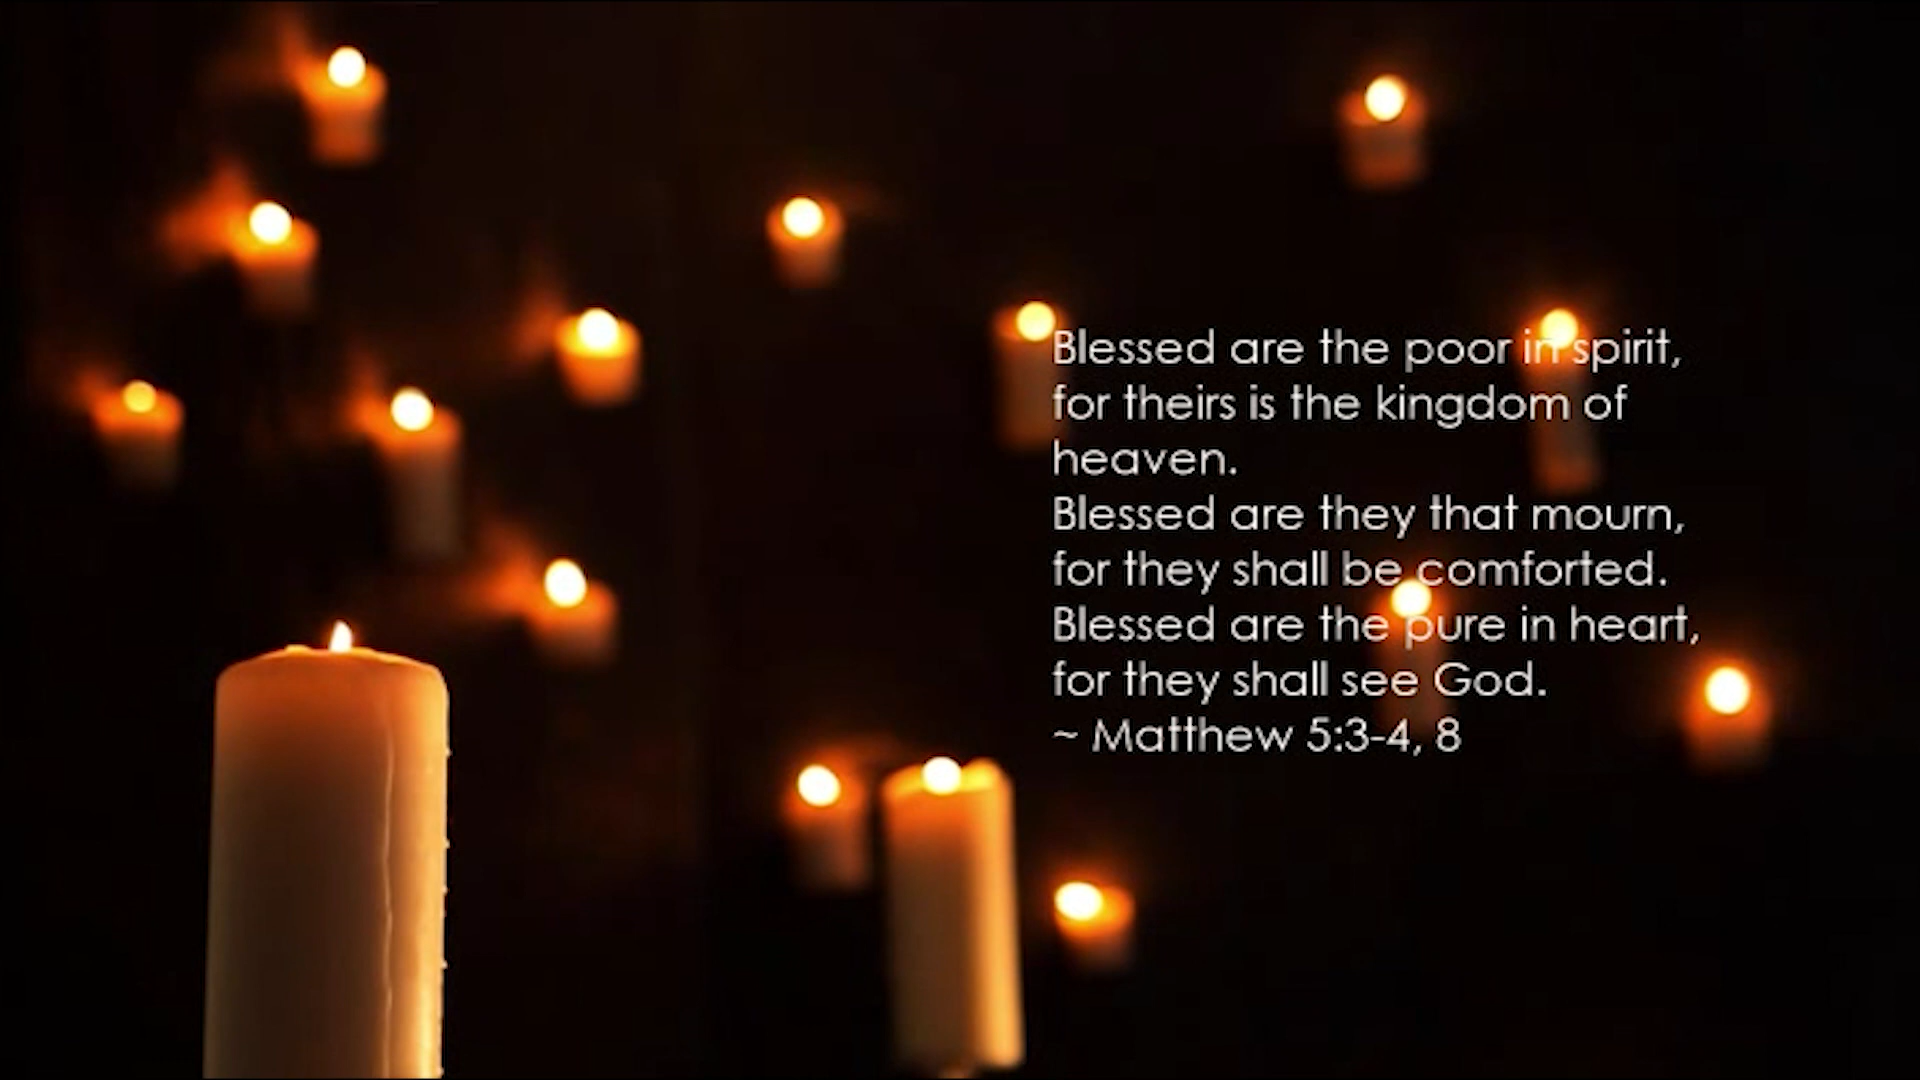 Blessed are the poor in spirit,
for theirs is the kingdom of
heaven.
Blessed are they that mourn,
for they shall be comforted.
Blessed are the pure in heart,
for they shall see God.
~ Matthew 5:3-4, 8